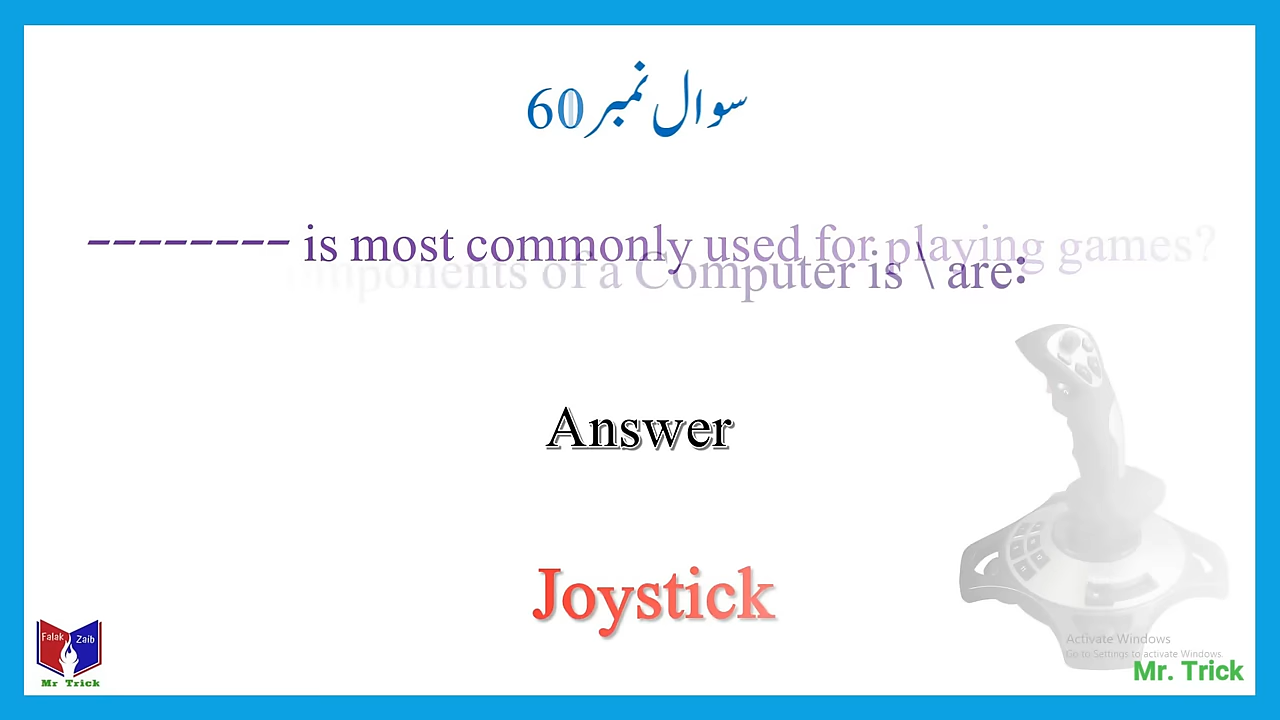 سوال نمبر 60
-------- is most commonly used for playing games?
mponents of a Computer is \ are:
Answer
Joystick
Falak Zaib
Mr Trick
Activate Windows
Go to Settings to activate Windows.
Mr. Trick